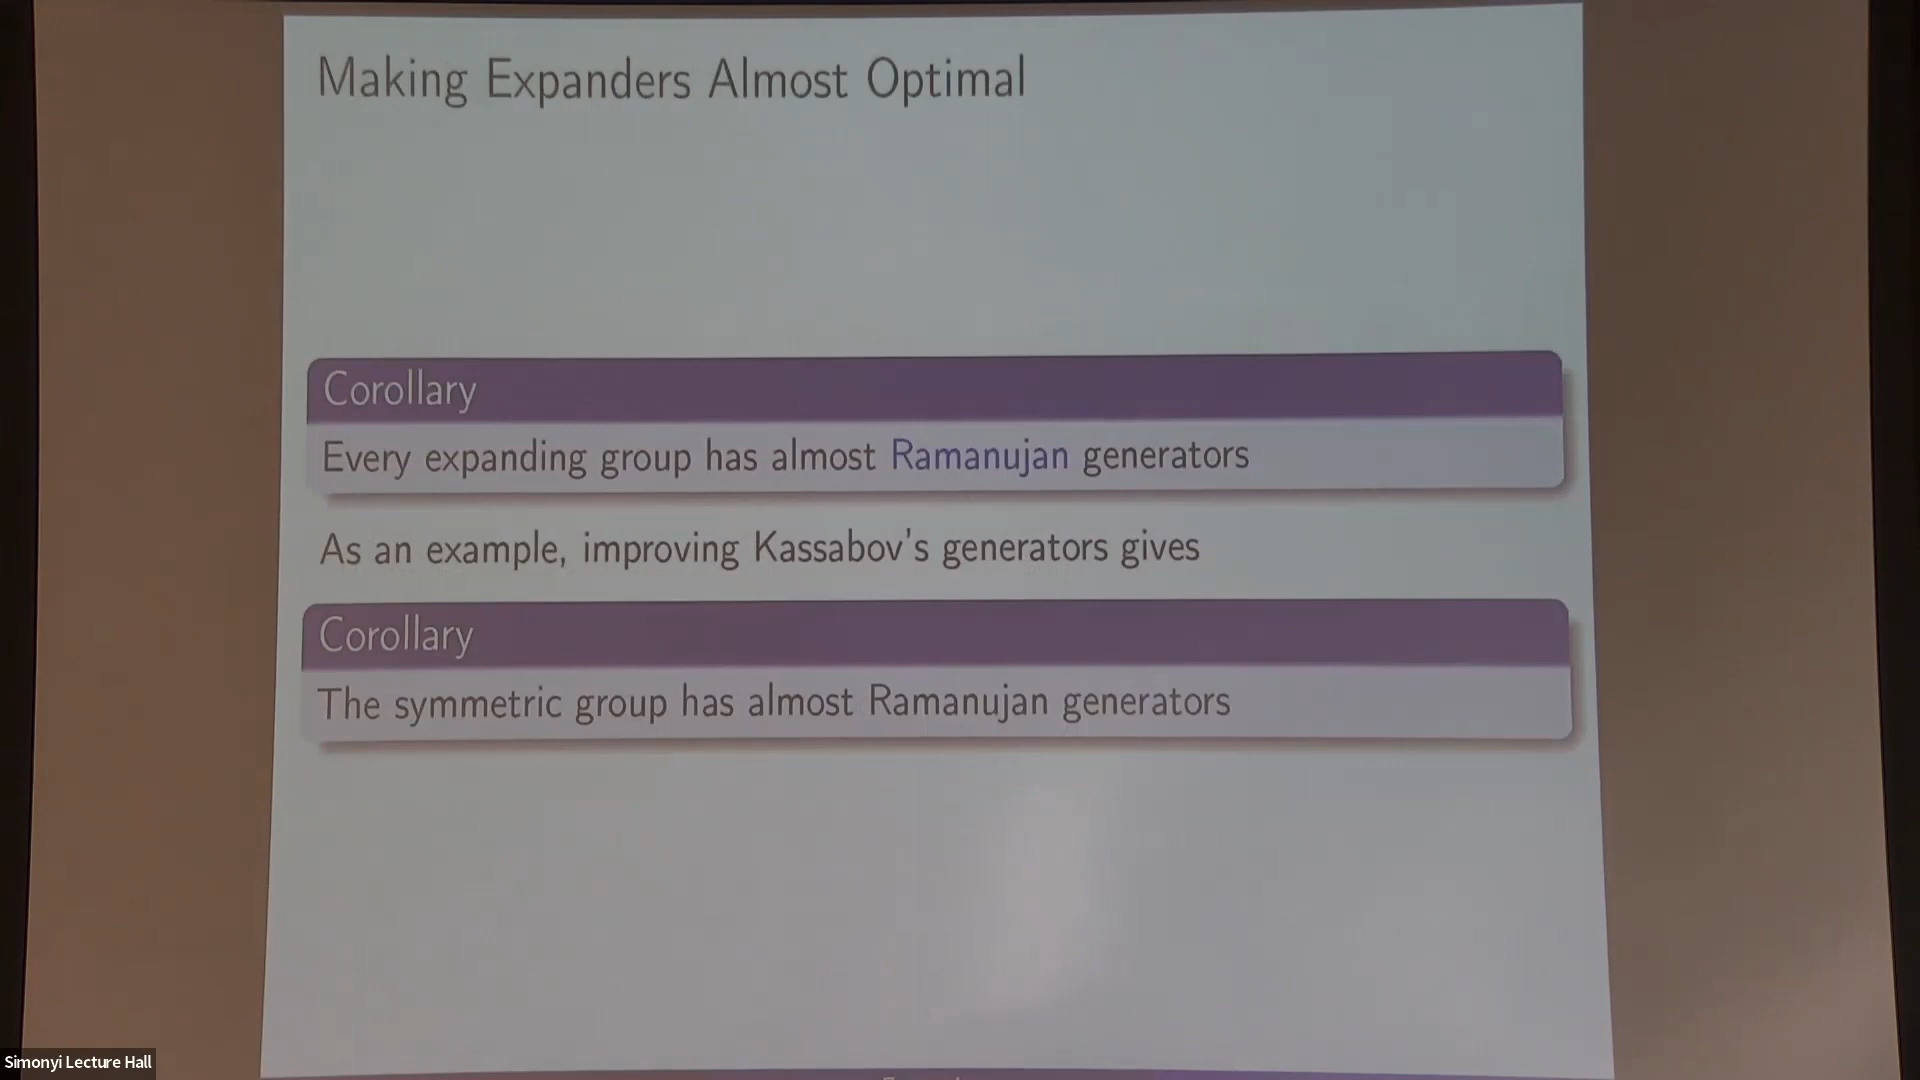 Making Expanders Almost Optimal
Corollary
Every expanding group has almost Ramanujan generators
As an example, improving Kassabov's generators gives
Corollary
The symmetric group has almost Ramanujan generators
Simonyi Lecture Hall